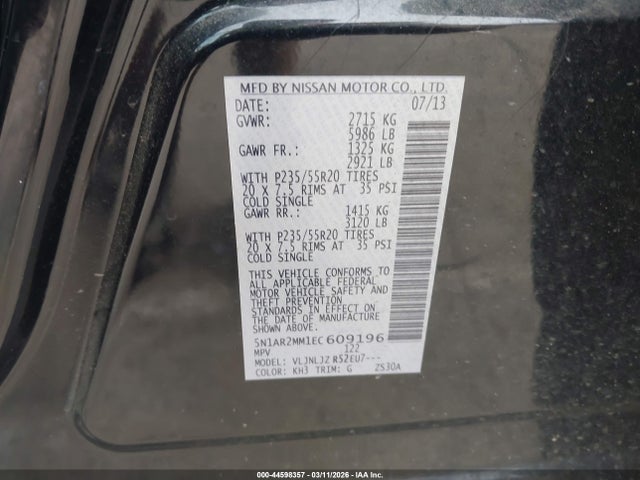 MFD BY NISSAN MOTOR CO., LTD.
DATE: 07/13
GVWR: 2715 KG
5986 LB
GAWR FR.: 1325 KG
2921 LB
WITH P235/55R20 TIRES
20 X 7.5 RIMS AT 35 PSI
COLD SINGLE
GAWR RR.: 1415 KG
3120 LB
WITH P235/55R20 TIRES
20 X 7.5 RIMS AT 35 PSI
COLD SINGLE
THIS VEHICLE CONFORMS TO
ALL APPLICABLE FEDERAL
MOTOR VEHICLE SAFETY AND
THEFT PREVENTION
STANDARDS IN EFFECT ON
THE DATE OF MANUFACTURE
SHOWN ABOVE.
5N1AR2MM1EC609196
MPV 122
MODEL: VLJNLJZ R52EU7---
COLOR: KH3 TRIM: G ZS30A
000-44598357 - 03/11/2026 - IAA Inc.